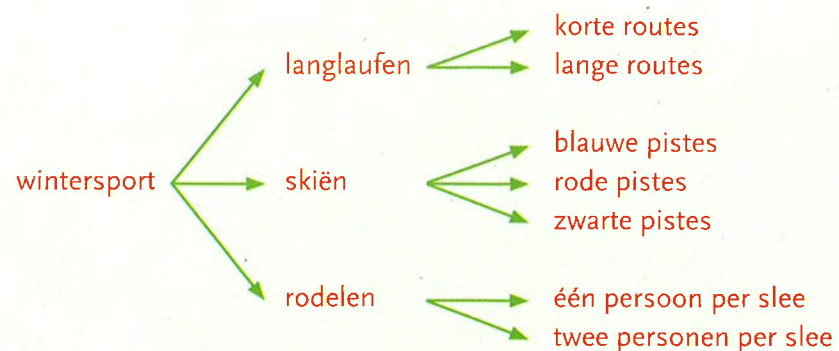 korte routes
langlaufen
lange routes
blauwe pistes
wintersport
skiën
rode pistes
zwarte pistes
rodelen
één persoon per slee
twee personen per slee